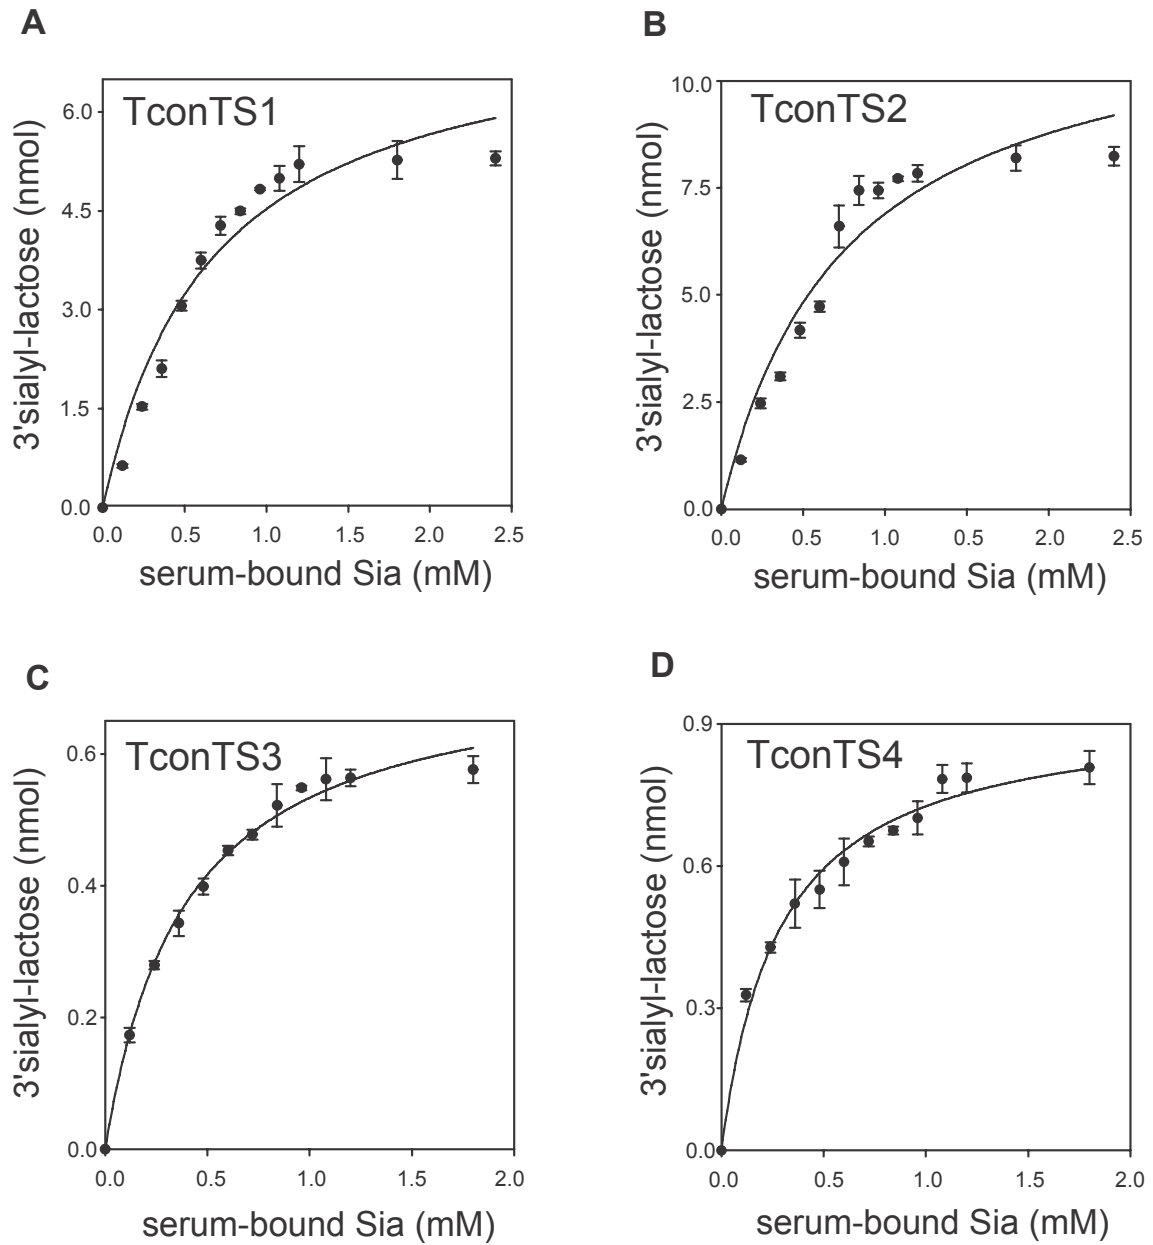 A
TconTS1
3'sialyl-lactose (nmol)
6.0
4.5
3.0
1.5
0.0
0.0 0.5 1.0 1.5 2.0 2.5
serum-bound Sia (mM)
B
TconTS2
3'sialyl-lactose (nmol)
10.0
7.5
5.0
2.5
0.0
0.0 0.5 1.0 0.5 2.0 2.5
serum-bound Sia (mM)
C
TconTS3
3'sialyl-lactose (nmol)
0.6
0.4
0.2
0.0
0.0 0.5 1.0 1.5 2.0
serum-bound Sia (mM)
D
TconTS4
3'sialyl-lactose (nmol)
0.9
0.6
0.3
0.0
0.0 0.5 1.0 1.5 2.0
serum-bound Sia (mM)